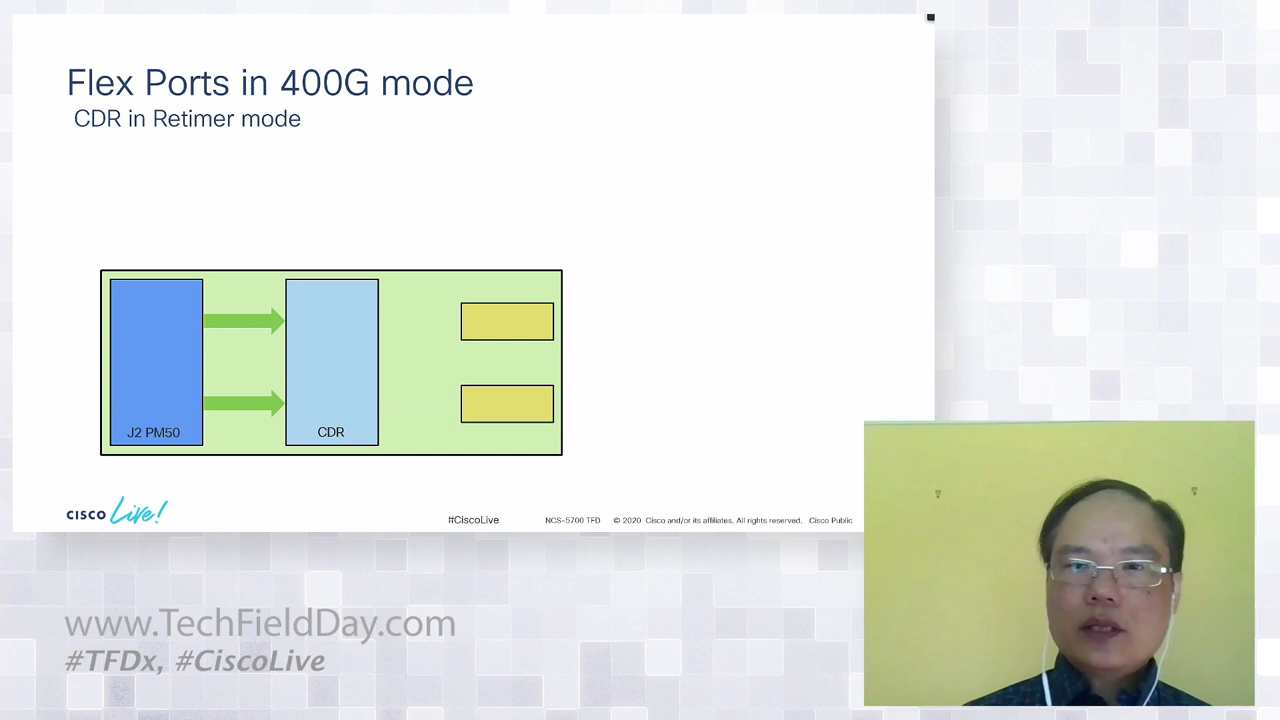 Flex Ports in 400G mode
CDR in Retimer mode
J2 PM50
CDR
CISCO Live!
#CiscoLive
NCS-5700 TFD
© 2020 Cisco and/or its affiliates. All rights reserved. Cisco Public
www.TechFieldDay.com
#TFDx, #CiscoLive